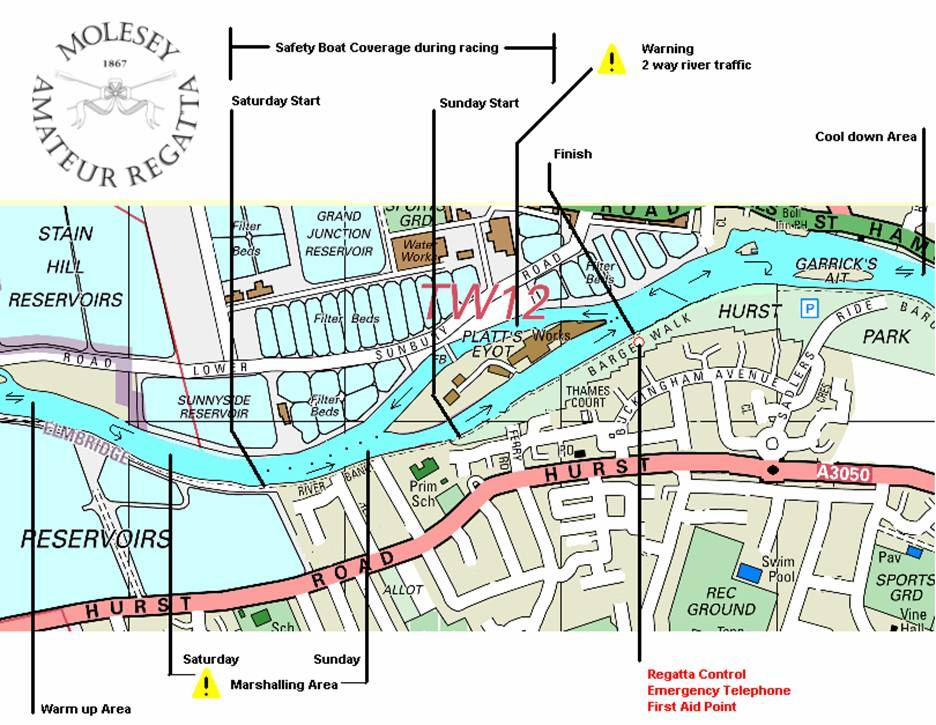 MOLESEY
1867
AMATEUR REGATTA
Safety Boat Coverage during racing
Warning
2 way river traffic
Saturday Start
Sunday Start
Finish
Cool down Area
STAIN
HILL
RESERVOIRS
Filter
Beds
GRAND
JUNCTION
RESERVOIR
SPORTS
GRD
Water
Works
ROAD
ROAD
Filter
Beds
ST
HAM
GARRICK'S
AIT
TW12
Filter Beds
SUNBURY
LOWER
ROAD
PLATT'S
EYOT
Works
FB
BARGE WALK
HURST
P
PARK
RIDE
BARG
SADLERS
CRES
BUCKINGHAM AVENUE
THAMES
COURT
SUNNYSIDE
RESERVOIR
Filter
Beds
ELMBRIDGE
RESERVOIRS
RIVER BANK
FERRY
RD
PO
Prim
Sch
HURST
A3050
HURST ROAD
ALLOT
Sch
REC
GROUND
Swim
Pool
Pav
SPORTS
GRD
Vine
Hall
Saturday
Sunday
Marshalling Area
Warm up Area
Regatta Control
Emergency Telephone
First Aid Point